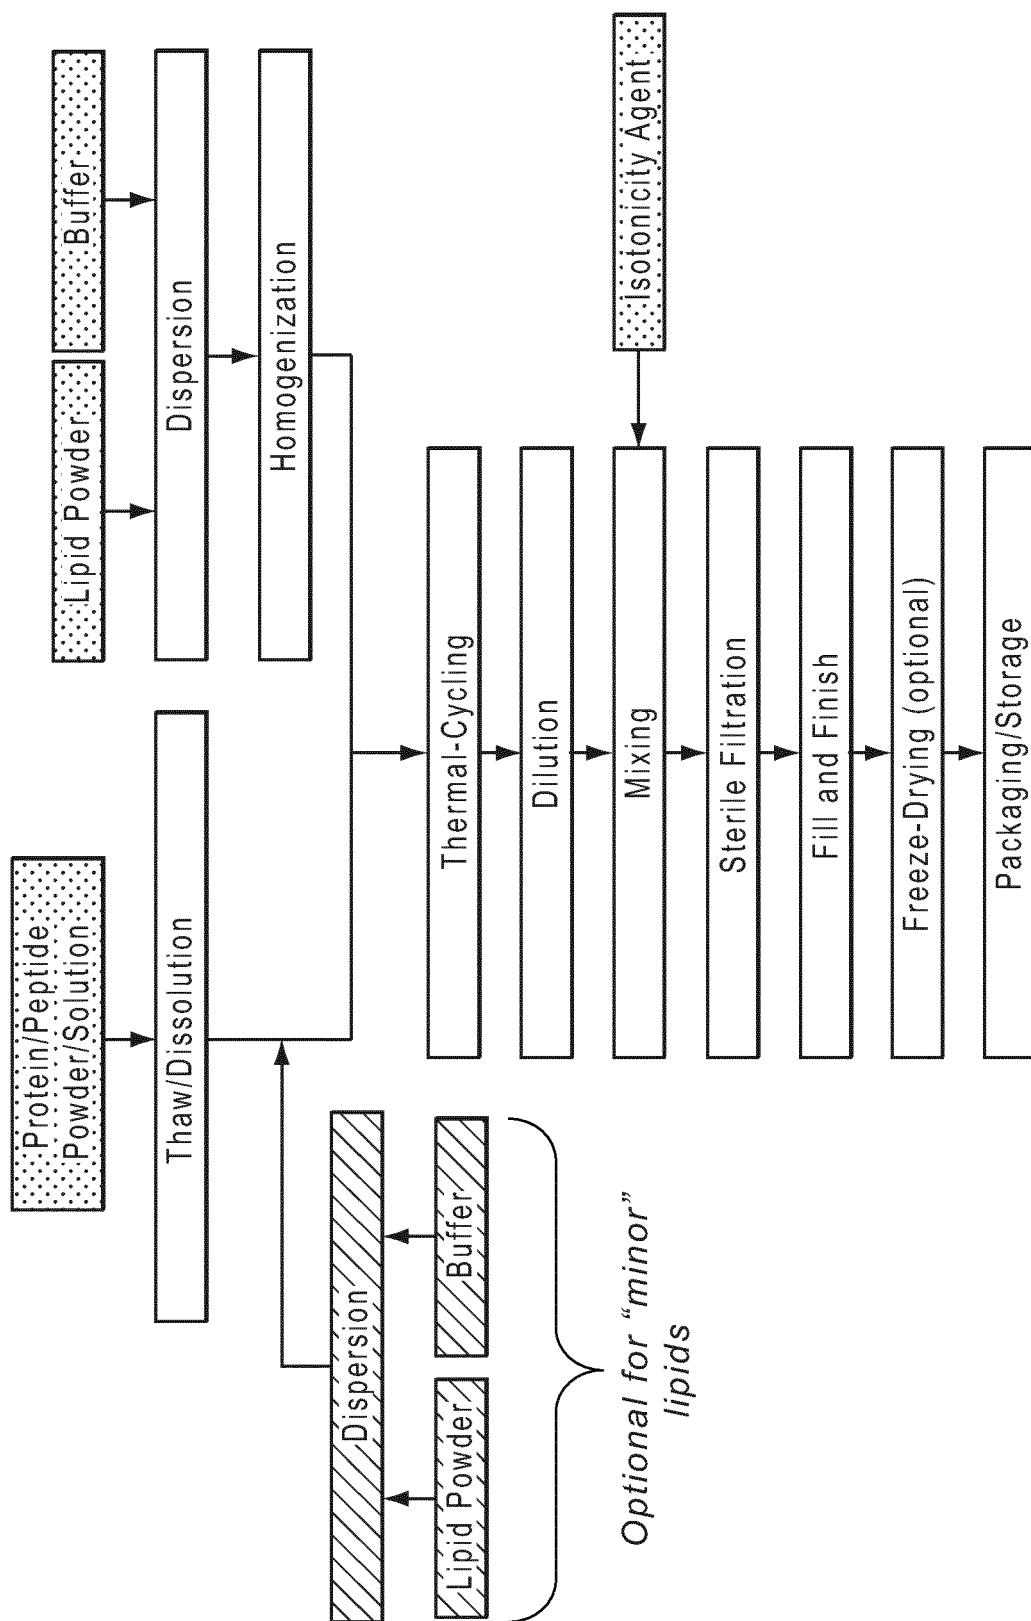 Protein/Peptide
Powder/Solution
Lipid Powder
Buffer
Thaw/Dissolution
Dispersion
Homogenization
Dispersion
Lipid Powder
Buffer
Optional for “minor”
lipids
Thermal-Cycling
Dilution
Mixing
Isotonicity Agent
Sterile Filtration
Fill and Finish
Freeze-Drying (optional)
Packaging/Storage